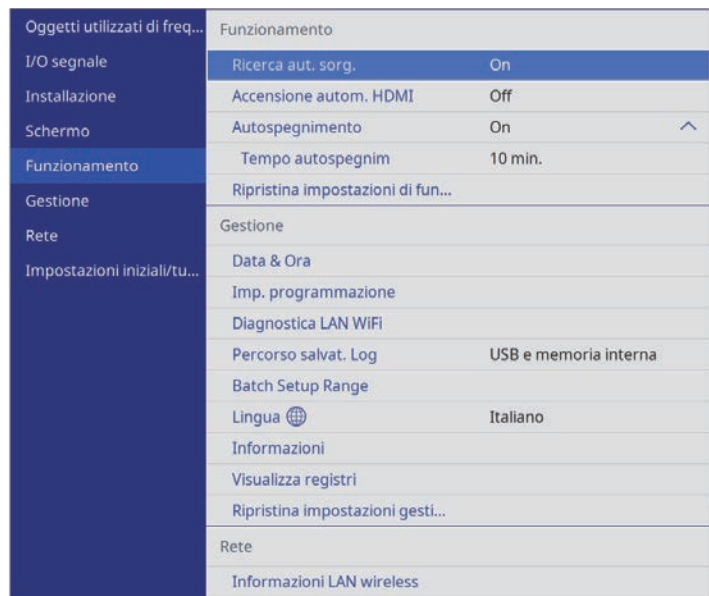 Oggetti utilizzati di freq...
I/O segnale
Installazione
Schermo
Funzionamento
Gestione
Rete
Impostazioni iniziali/tu...
Funzionamento
Ricerca aut. sorg. On
Accensione autom. HDMI Off
Autospegnimento On
Tempo autospegnim 10 min.
Ripristina impostazioni di fun...
Gestione
Data & Ora
Imp. programmazione
Diagnostica LAN WiFi
Percorso salvat. Log USB e memoria interna
Batch Setup Range
Lingua Italiano
Informazioni
Visualizza registri
Ripristina impostazioni gesti...
Rete
Informazioni LAN wireless